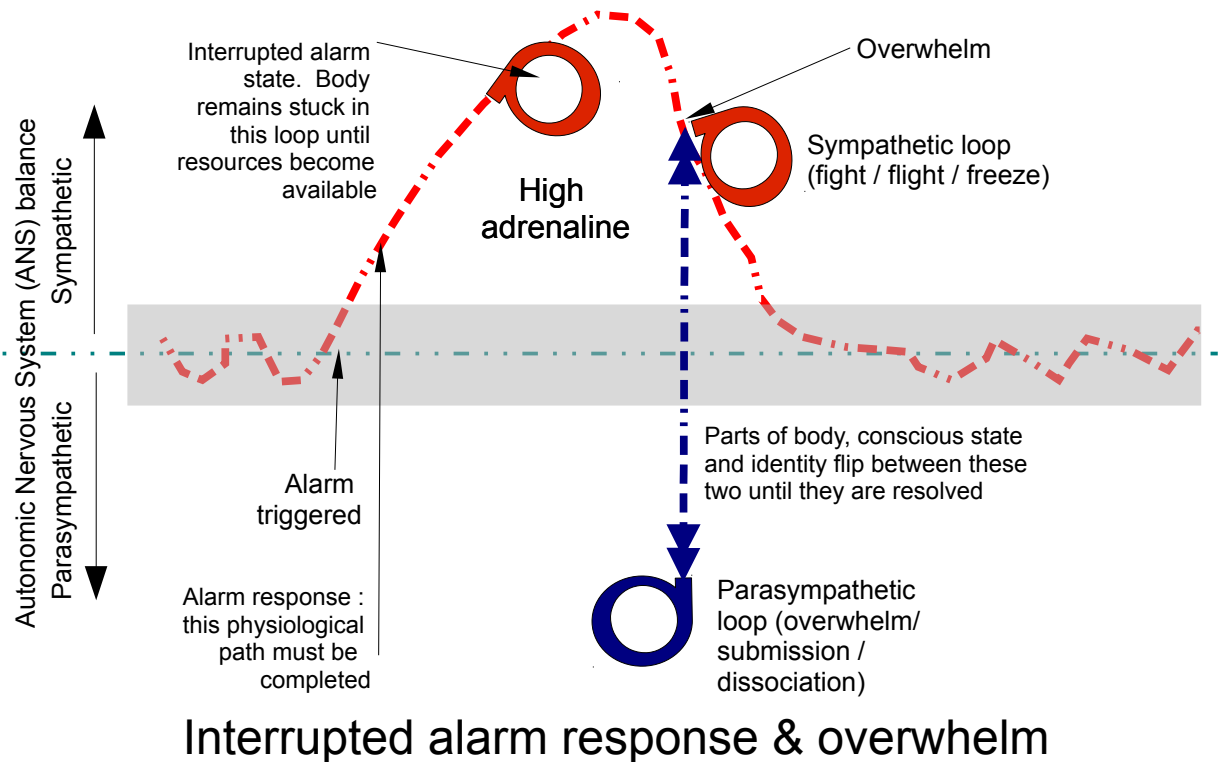 Interrupted alarm
state.  Body
remains stuck in
this loop until
resources become
available
Overwhelm
Sympathetic loop
(fight / flight / freeze)
High
adrenaline
Autonomic Nervous System (ANS) balance
Sympathetic
Parasympathetic
Alarm
triggered
Parts of body, conscious state
and identity flip between these
two until they are resolved
Alarm response :
this physiological
path must be
completed
Parasympathetic
loop (overwhelm/
submission /
dissociation)
Interrupted alarm response & overwhelm